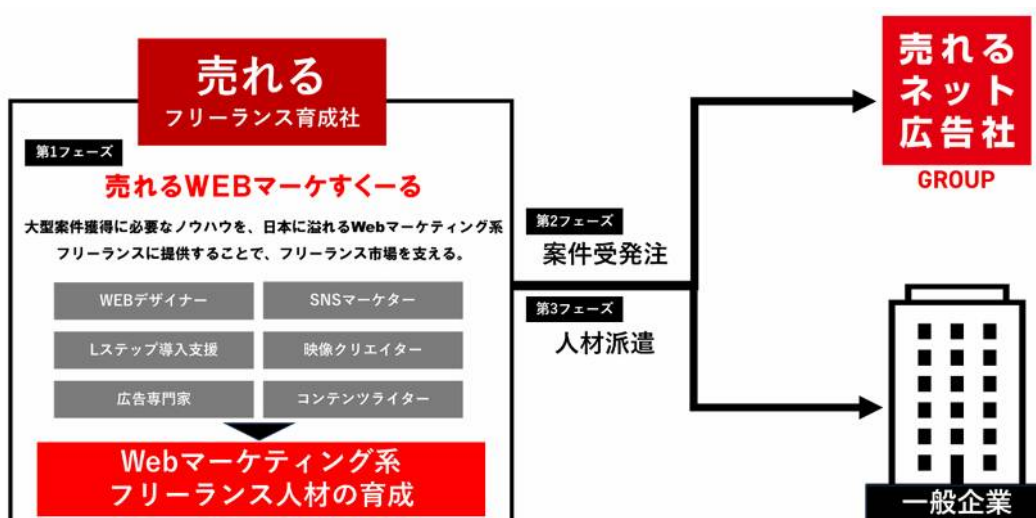 売れる
フリーランス育成社
第1フェーズ
売れるWEBマーケすくーる
大型案件獲得に必要なノウハウを、日本に溢れるWebマーケティング系
フリーランスに提供することで、フリーランス市場を支える。
WEBデザイナー
SNSマーケター
Lステップ導入支援
映像クリエイター
広告専門家
コンテンツライター
Webマーケティング系
フリーランス人材の育成
第2フェーズ
案件受発注
第3フェーズ
人材派遣
売れる
ネット
広告社
GROUP
一般企業